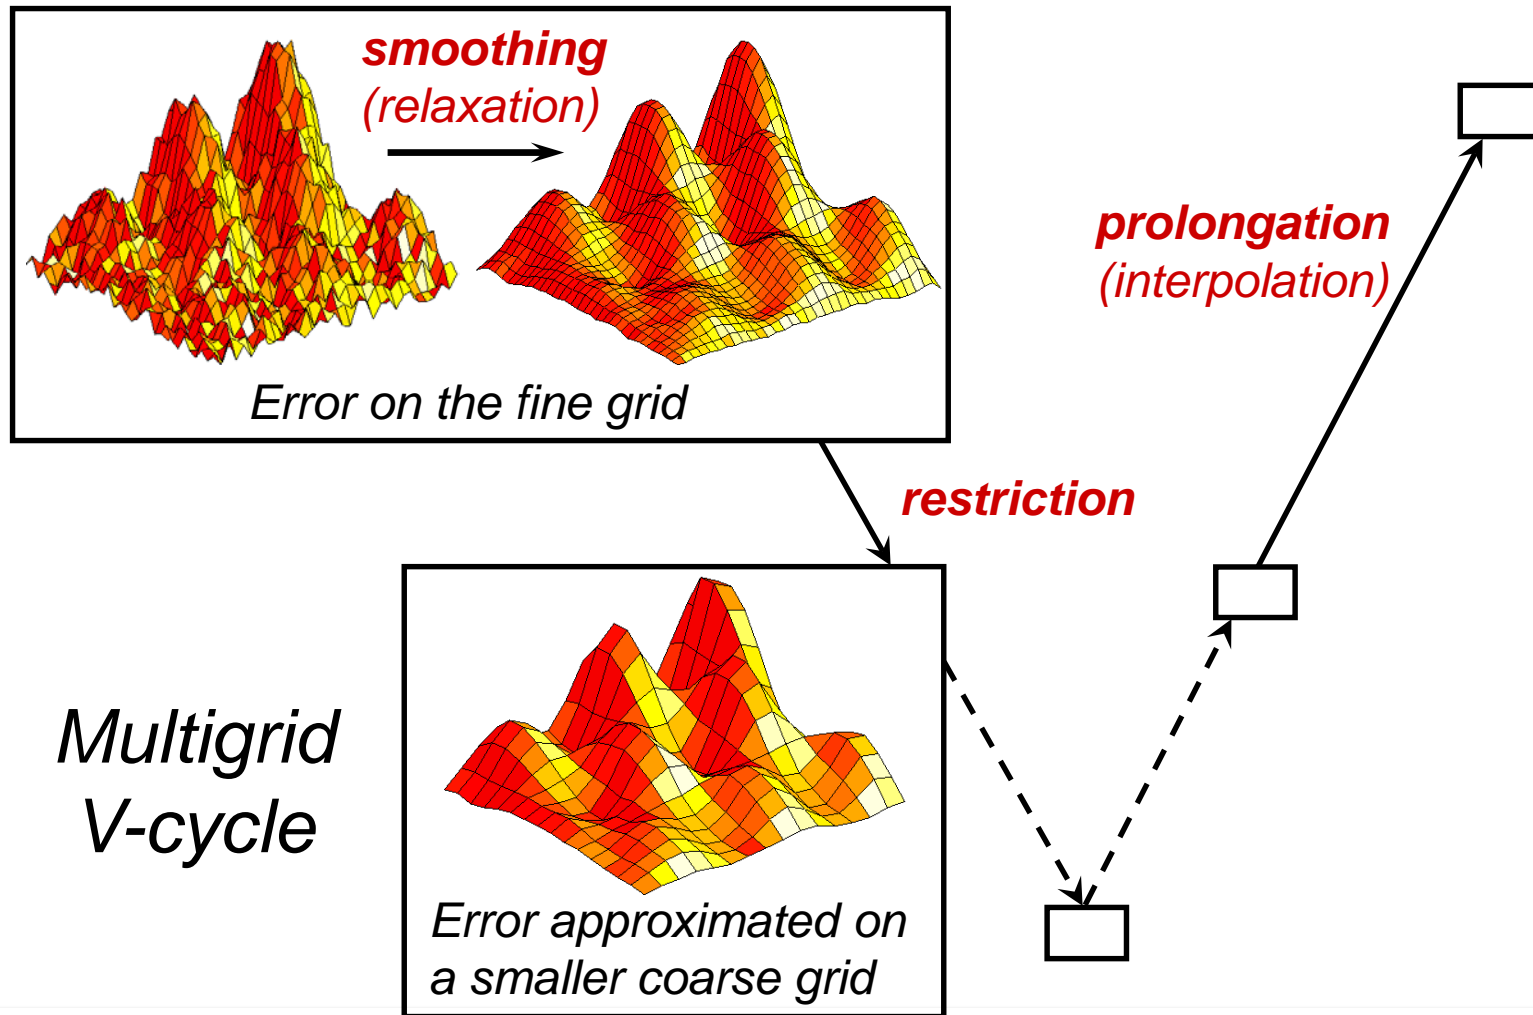 smoothing
(relaxation)
Error on the fine grid
prolongation
(interpolation)
restriction
Multigrid
V-cycle
Error approximated on
a smaller coarse grid